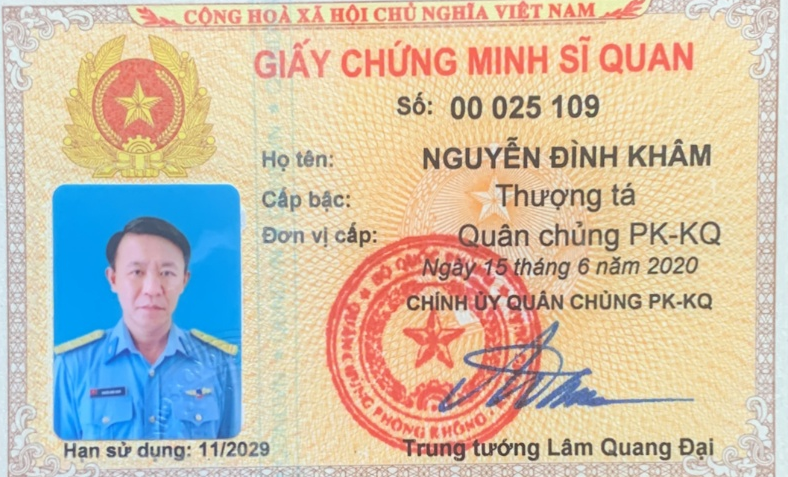 CỘNG HOÀ XÃ HỘI CHỦ NGHĨA VIỆT NAM
GIẤY CHỨNG MINH SĨ QUAN
Số: 00 025 109
Họ tên: NGUYỄN ĐÌNH KHÂM
Cấp bậc: Thượng tá
Đơn vị cấp: Quân chủng PK-KQ
Ngày 15 tháng 6 năm 2020
CHÍNH ỦY QUÂN CHỦNG PK-KQ
Hạn sử dụng: 11/2029
Trung tướng Lâm Quang Đại